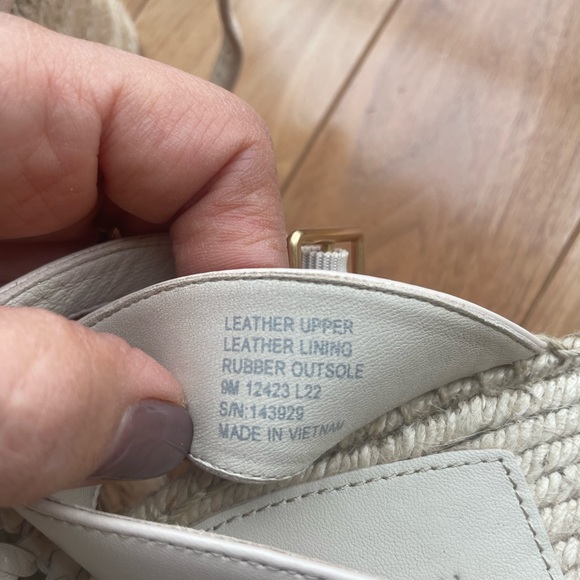 LEATHER UPPER
LEATHER LINING
RUBBER OUTSOLE
9M 12423 L22
S/N:143929
MADE IN VIETNAM